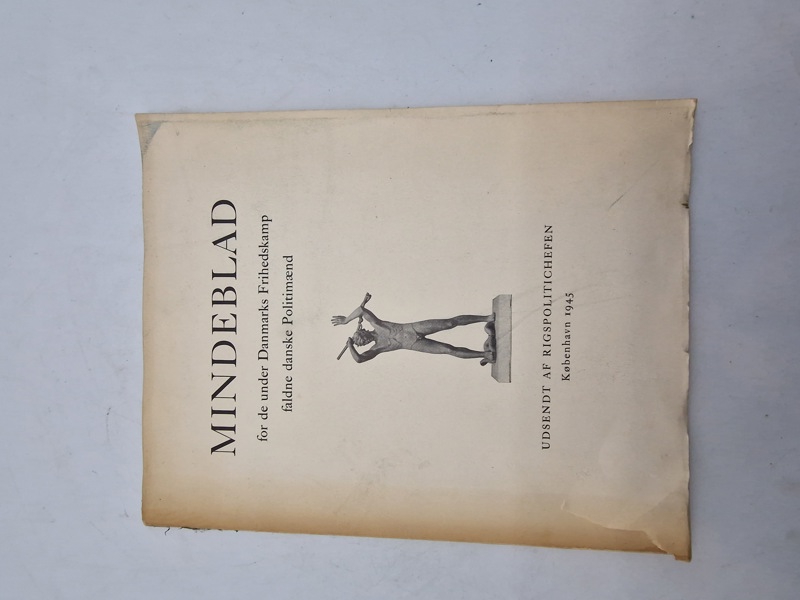 MINDEBLAD
for de under Danmarks Frihedskamp
faldne danske Politimænd
UDSENDT AF RIGSPOLITICHEFEN
København 1945